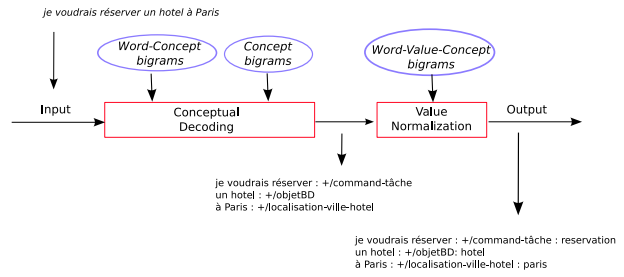 je voudrais réserver un hotel à Paris
Word-Concept
bigrams
Concept
bigrams
Word-Value-Concept
bigrams
Input
Conceptual
Decoding
Value
Normalization
Output
je voudrais réserver : +/command-tâche
un hotel : +/objetBD
à Paris : +/localisation-ville-hotel
je voudrais réserver : +/command-tâche : reservation
un hotel : +/objetBD: hotel
à Paris : +/localisation-ville-hotel : paris